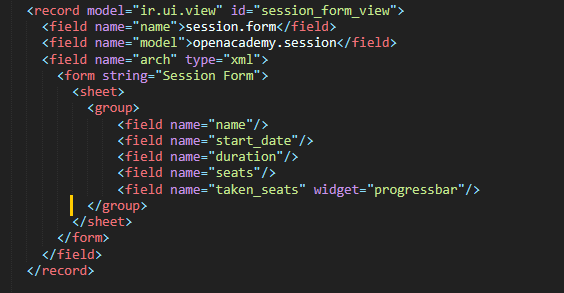 <record model="ir.ui.view" id="session_form_view">
<field name="name">session.form</field>
<field name="model">openacademy.session</field>
<field name="arch" type="xml">
<form string="Session Form">
<sheet>
<group>
<field name="name"/>
<field name="start_date"/>
<field name="duration"/>
<field name="seats"/>
<field name="taken_seats" widget="progressbar"/>
</group>
</sheet>
</form>
</field>
</record>